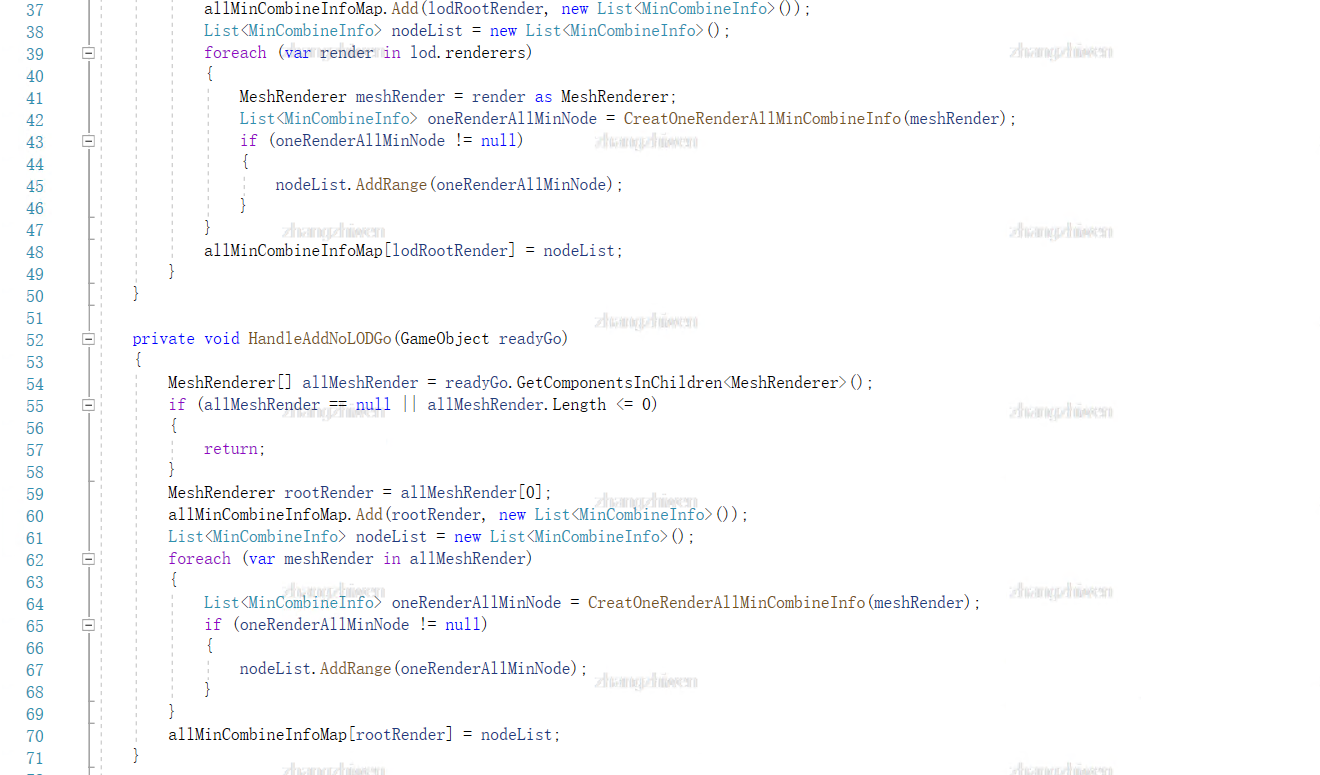 37 allMinCombineInfoMap.Add(lodRootRender, new List<MinCombineInfo>());
38 List<MinCombineInfo> nodeList = new List<MinCombineInfo>();
39 foreach (var render in lod.renderers)
40 {
41 MeshRenderer meshRender = render as MeshRenderer;
42 List<MinCombineInfo> oneRenderAllMinNode = CreatOneRenderAllMinCombineInfo(meshRender);
43 if (oneRenderAllMinNode != null)
44 {
45 nodeList.AddRange(oneRenderAllMinNode);
46 }
47 }
48 allMinCombineInfoMap[lodRootRender] = nodeList;
49 }
50 }
51
52 private void HandleAddNoLODGo(GameObject readyGo)
53 {
54 MeshRenderer[] allMeshRender = readyGo.GetComponentsInChildren<MeshRenderer>();
55 if (allMeshRender == null || allMeshRender.Length <= 0)
56 {
57 return;
58 }
59 MeshRenderer rootRender = allMeshRender[0];
60 allMinCombineInfoMap.Add(rootRender, new List<MinCombineInfo>());
61 List<MinCombineInfo> nodeList = new List<MinCombineInfo>();
62 foreach (var meshRender in allMeshRender)
63 {
64 List<MinCombineInfo> oneRenderAllMinNode = CreatOneRenderAllMinCombineInfo(meshRender);
65 if (oneRenderAllMinNode != null)
66 {
67 nodeList.AddRange(oneRenderAllMinNode);
68 }
69 }
70 allMinCombineInfoMap[rootRender] = nodeList;
71 }